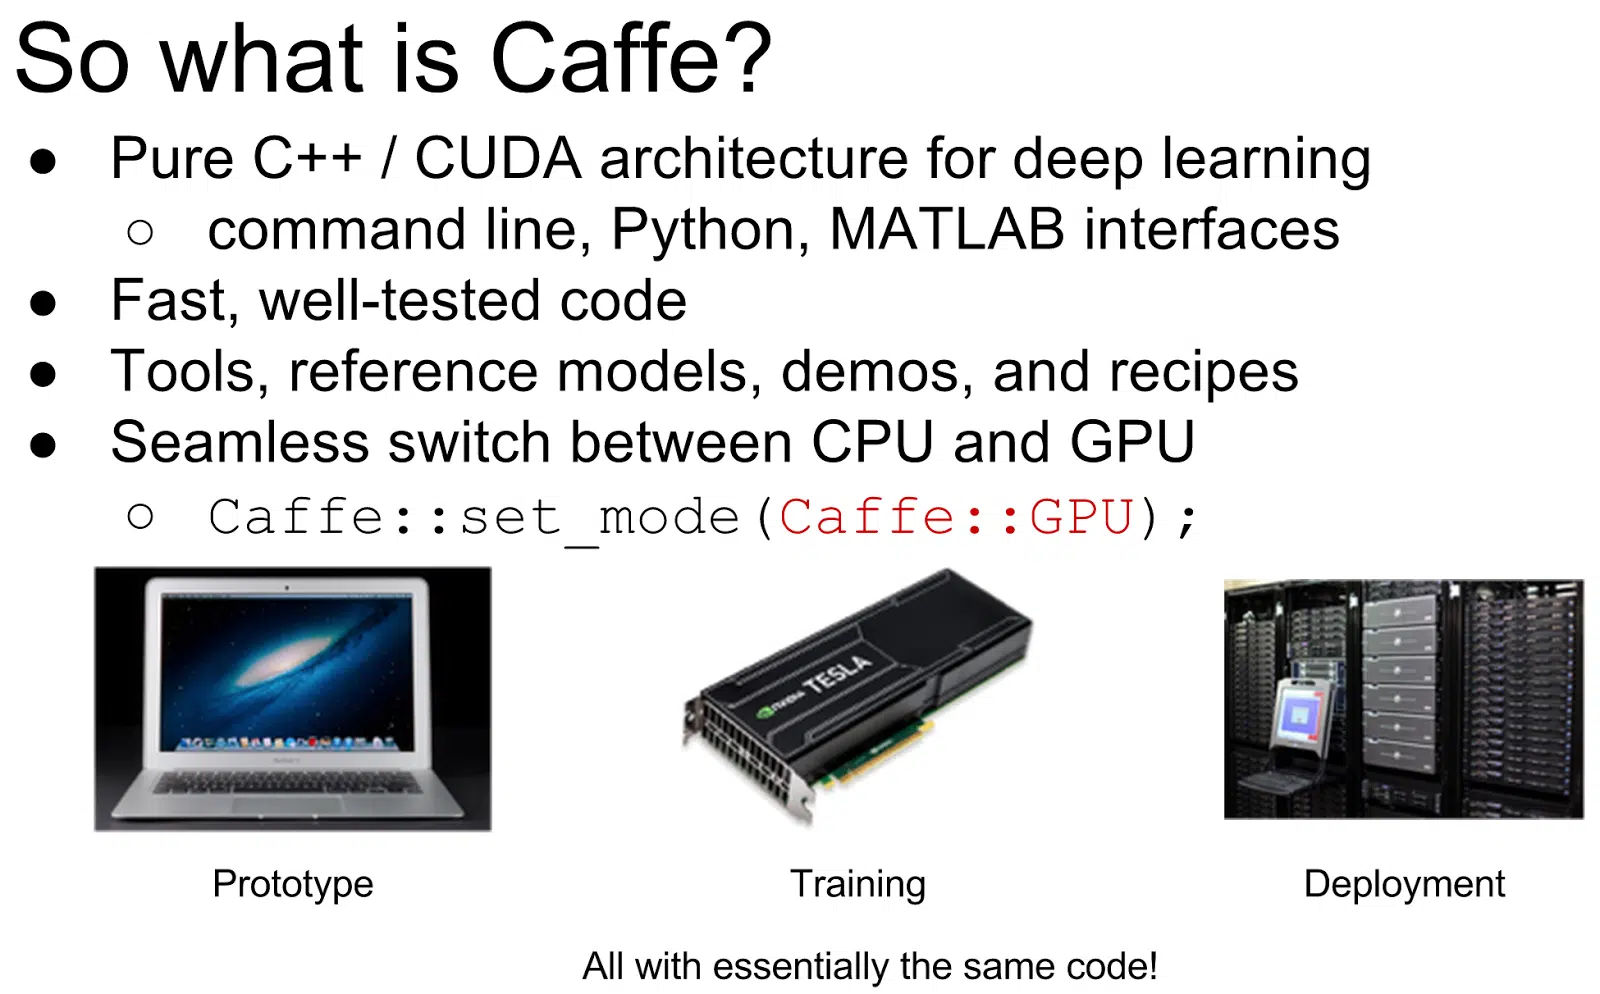 So what is Caffe?
● Pure C++ / CUDA architecture for deep learning
○ command line, Python, MATLAB interfaces
● Fast, well-tested code
● Tools, reference models, demos, and recipes
● Seamless switch between CPU and GPU
○ Caffe::set_mode(Caffe::GPU);
nVIDIA TESLA
Prototype
Training
Deployment
All with essentially the same code!